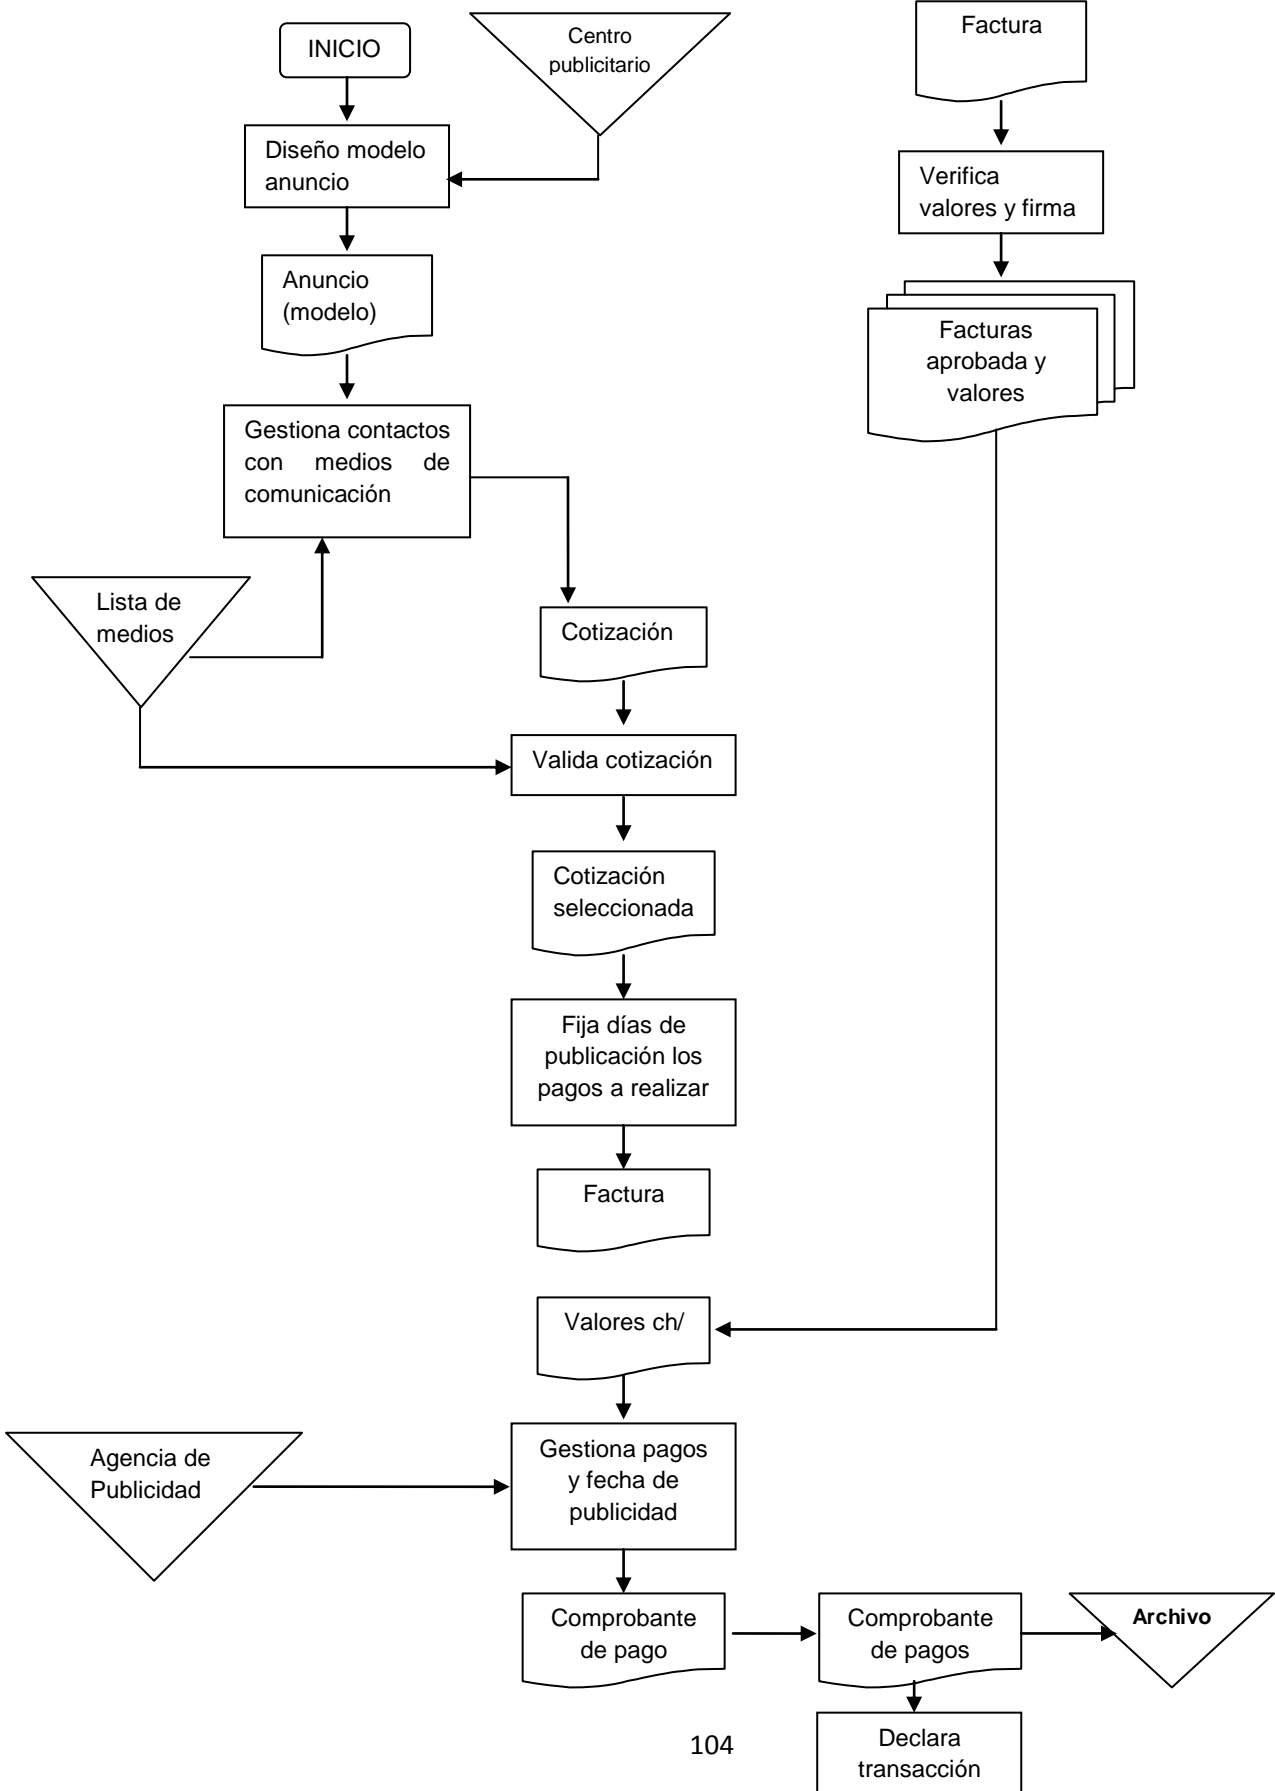 INICIO
Centro
publicitario
Factura
Diseño modelo
anuncio
Verifica
valores y firma
Anuncio
(modelo)
Facturas
aprobada y
valores
Gestiona contactos
con medios de
comunicación
Lista de
medios
Cotización
Valida cotización
Cotización
seleccionada
Fija días de
publicación los
pagos a realizar
Factura
Valores ch/
Agencia de
Publicidad
Gestiona pagos
y fecha de
publicidad
Comprobante
de pago
Comprobante
de pagos
Archivo
Declara
transacción
104